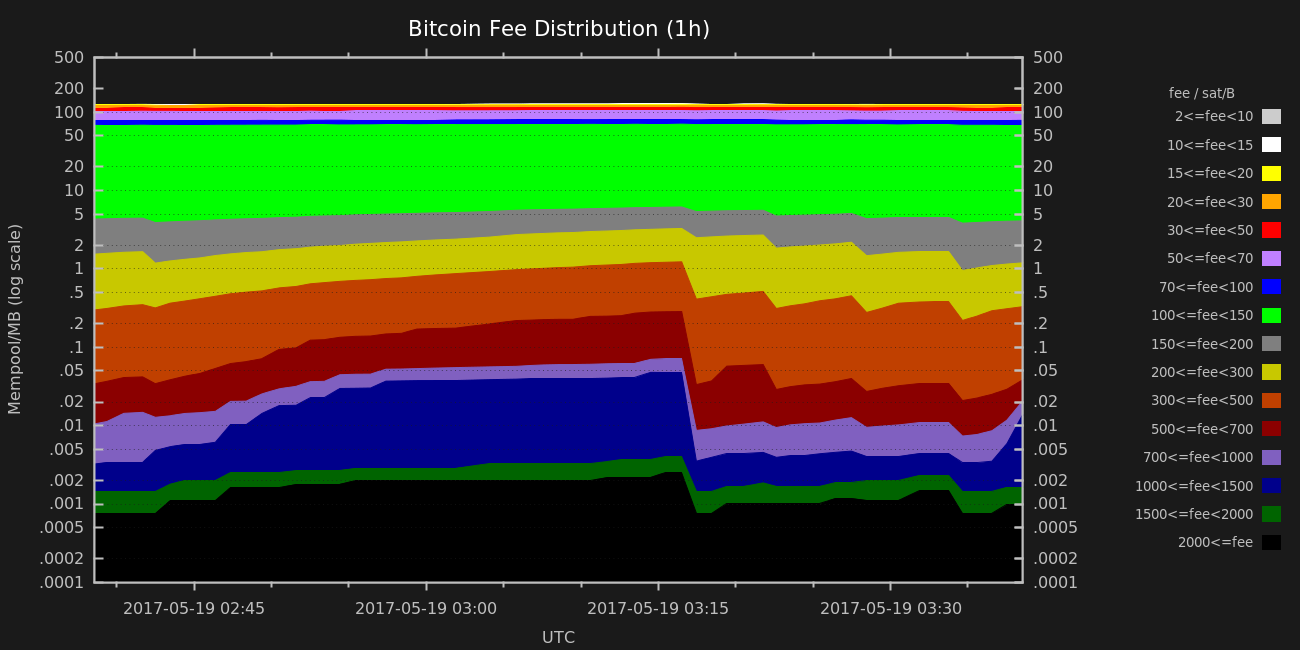 Bitcoin Fee Distribution (1h)
Mempool/MB (log scale)
500
200
100
50
20
10
5
2
1
.5
.2
.1
.05
.02
.01
.005
.002
.001
.0005
.0002
.0001
500
200
100
50
20
10
5
2
1
.5
.2
.1
.05
.02
.01
.005
.002
.001
.0005
.0002
.0001
2017-05-19 02:45
2017-05-19 03:00
2017-05-19 03:15
2017-05-19 03:30
UTC
fee / sat/B
2<=fee<10
10<=fee<15
15<=fee<20
20<=fee<30
30<=fee<50
50<=fee<70
70<=fee<100
100<=fee<150
150<=fee<200
200<=fee<300
300<=fee<500
500<=fee<700
700<=fee<1000
1000<=fee<1500
1500<=fee<2000
2000<=fee